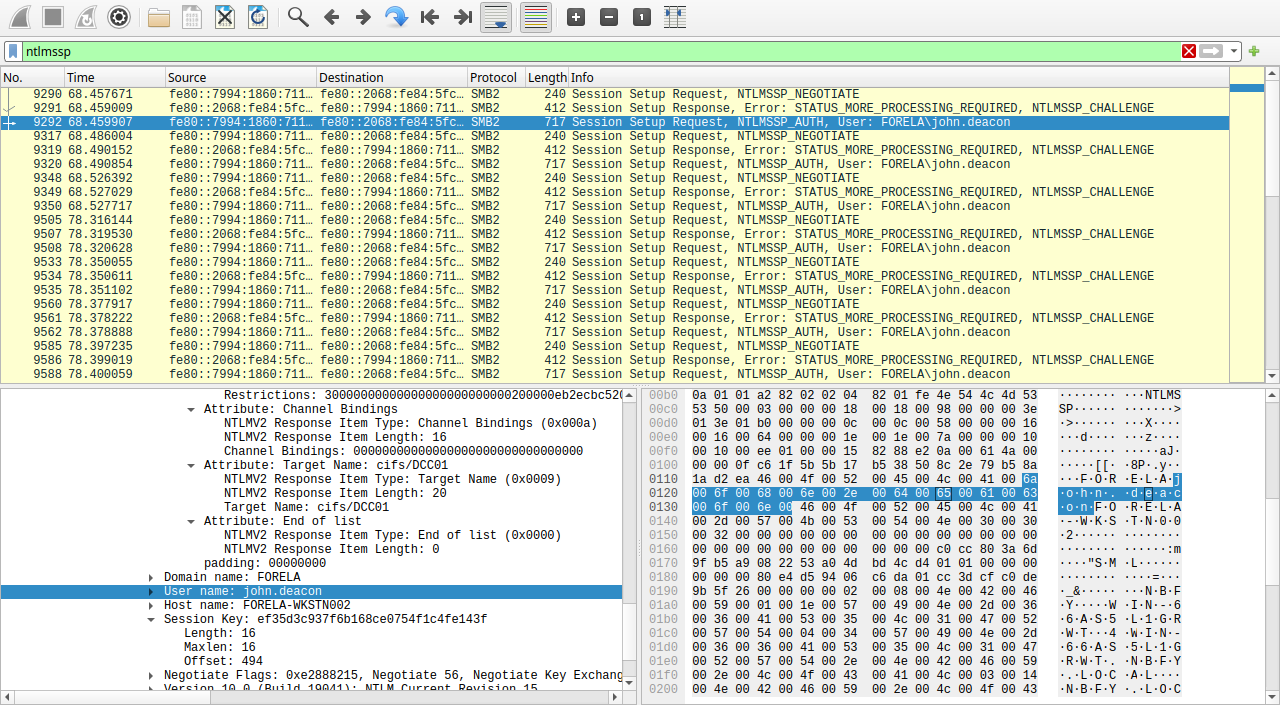 ntlmssp
No. Time Source Destination Protocol Length Info
9290 68.457671 fe80::7994:1860:711… fe80::2068:fe84:5fc… SMB2 240 Session Setup Request, NTLMSSP_NEGOTIATE
9291 68.459009 fe80::2068:fe84:5fc… fe80::7994:1860:711… SMB2 412 Session Setup Response, Error: STATUS_MORE_PROCESSING_REQUIRED, NTLMSSP_CHALLENGE
9292 68.459907 fe80::7994:1860:711… fe80::2068:fe84:5fc… SMB2 717 Session Setup Request, NTLMSSP_AUTH, User: FORELA\john.deacon
9317 68.486004 fe80::7994:1860:711… fe80::2068:fe84:5fc… SMB2 240 Session Setup Request, NTLMSSP_NEGOTIATE
9319 68.490152 fe80::2068:fe84:5fc… fe80::7994:1860:711… SMB2 412 Session Setup Response, Error: STATUS_MORE_PROCESSING_REQUIRED, NTLMSSP_CHALLENGE
9320 68.490854 fe80::7994:1860:711… fe80::2068:fe84:5fc… SMB2 717 Session Setup Request, NTLMSSP_AUTH, User: FORELA\john.deacon
9348 68.526392 fe80::7994:1860:711… fe80::2068:fe84:5fc… SMB2 240 Session Setup Request, NTLMSSP_NEGOTIATE
9349 68.527029 fe80::2068:fe84:5fc… fe80::7994:1860:711… SMB2 412 Session Setup Response, Error: STATUS_MORE_PROCESSING_REQUIRED, NTLMSSP_CHALLENGE
9350 68.527717 fe80::7994:1860:711… fe80::2068:fe84:5fc… SMB2 717 Session Setup Request, NTLMSSP_AUTH, User: FORELA\john.deacon
9505 78.316144 fe80::7994:1860:711… fe80::2068:fe84:5fc… SMB2 240 Session Setup Request, NTLMSSP_NEGOTIATE
9507 78.319530 fe80::2068:fe84:5fc… fe80::7994:1860:711… SMB2 412 Session Setup Response, Error: STATUS_MORE_PROCESSING_REQUIRED, NTLMSSP_CHALLENGE
9508 78.320628 fe80::7994:1860:711… fe80::2068:fe84:5fc… SMB2 717 Session Setup Request, NTLMSSP_AUTH, User: FORELA\john.deacon
9533 78.350055 fe80::7994:1860:711… fe80::2068:fe84:5fc… SMB2 240 Session Setup Request, NTLMSSP_NEGOTIATE
9534 78.350611 fe80::2068:fe84:5fc… fe80::7994:1860:711… SMB2 412 Session Setup Response, Error: STATUS_MORE_PROCESSING_REQUIRED, NTLMSSP_CHALLENGE
9535 78.351102 fe80::7994:1860:711… fe80::2068:fe84:5fc… SMB2 717 Session Setup Request, NTLMSSP_AUTH, User: FORELA\john.deacon
9560 78.377917 fe80::7994:1860:711… fe80::2068:fe84:5fc… SMB2 240 Session Setup Request, NTLMSSP_NEGOTIATE
9561 78.378222 fe80::2068:fe84:5fc… fe80::7994:1860:711… SMB2 412 Session Setup Response, Error: STATUS_MORE_PROCESSING_REQUIRED, NTLMSSP_CHALLENGE
9562 78.378888 fe80::7994:1860:711… fe80::2068:fe84:5fc… SMB2 717 Session Setup Request, NTLMSSP_AUTH, User: FORELA\john.deacon
9585 78.397235 fe80::7994:1860:711… fe80::2068:fe84:5fc… SMB2 240 Session Setup Request, NTLMSSP_NEGOTIATE
9586 78.399019 fe80::2068:fe84:5fc… fe80::7994:1860:711… SMB2 412 Session Setup Response, Error: STATUS_MORE_PROCESSING_REQUIRED, NTLMSSP_CHALLENGE
9588 78.400059 fe80::7994:1860:711… fe80::2068:fe84:5fc… SMB2 717 Session Setup Request, NTLMSSP_AUTH, User: FORELA\john.deacon
Attribute: Channel Bindings
NTLMV2 Response Item Type: Channel Bindings (0x000a)
NTLMV2 Response Item Length: 16
Channel Bindings: 00000000000000000000000000000000
Attribute: Target Name: cifs/DCC01
NTLMV2 Response Item Type: Target Name (0x0009)
NTLMV2 Response Item Length: 20
Target Name: cifs/DCC01
Attribute: End of list
NTLMV2 Response Item Type: End of list (0x0000)
NTLMV2 Response Item Length: 0
padding: 00000000
Domain name: FORELA
User name: john.deacon
Host name: FORELA-WKSTN002
Session Key: ef35d3c937f6b168ce0754f1c4fe143f
Length: 16
Maxlen: 16
Offset: 494
Negotiate Flags: 0xe2888215, Negotiate 56, Negotiate Key Exchang
Version 10.0 (Build 19041); NTLM Current Revision 15
00b0 0a 01 01 a2 82 02 02 04 82 01 fe 4e 54 4c 4d 53 ········ ···NTLMS
00c0 53 50 00 03 00 00 00 18 00 18 00 98 00 00 00 3e SP······ ·······>
00d0 01 3e 01 b0 00 00 00 0c 00 0c 00 58 00 00 00 16 ·>······ ···X····
00e0 00 16 00 64 00 00 00 1e 00 1e 00 7a 00 00 00 10 ···d···· ···z····
00f0 00 10 00 ee 01 00 00 15 82 88 e2 0a 00 61 4a 00 ········ ·····aJ·
0100 00 00 0f c6 1f 5b 5b 17 b5 38 50 8c 2e 79 b5 8a ·····[[· ·8P·.y··
0110 1a d2 ea 46 00 4f 00 52 00 45 00 4c 00 41 00 6a ···F·O·R ·E·L·A·j
0120 00 6f 00 68 00 6e 00 2e 00 64 00 65 00 61 00 63 ·o·h·n·. ·d·e·a·c
0130 00 6f 00 6e 00 46 00 4f 00 52 00 45 00 4c 00 41 ·o·n·F·O ·R·E·L·A
0140 00 2d 00 57 00 4b 00 53 00 54 00 4e 00 30 00 30 ·-·W·K·S ·T·N·0·0
0150 00 32 00 00 00 00 00 00 00 00 00 00 00 00 00 00 ·2······ ········
0160 00 00 00 00 00 00 00 00 00 00 00 c0 cc 80 3a 6d ········ ······:m
0170 9f b5 a9 08 22 53 a0 4d bd 4c d4 01 01 00 00 00 ····"S·M ·L······
0180 00 00 00 80 e4 d5 94 06 c6 da 01 cc 3d cf c0 de ········ ····=···
0190 9b 5f 26 00 00 00 00 02 00 08 00 4e 00 42 00 46 ·_&····· ···N·B·F
01a0 00 59 00 01 00 1e 00 57 00 49 00 4e 00 2d 00 36 ·Y·····W ·I·N·-·6
01b0 00 36 00 41 00 53 00 35 00 4c 00 31 00 47 00 52 ·6·A·S·5 ·L·1·G·R
01c0 00 57 00 54 00 04 00 34 00 57 00 49 00 4e 00 2d ·W·T···4 ·W·I·N·-
01d0 00 36 00 36 00 41 00 53 00 35 00 4c 00 31 00 47 ·6·6·A·S ·5·L·1·G
01e0 00 52 00 57 00 54 00 2e 00 4e 00 42 00 46 00 59 ·R·W·T·. ·N·B·F·Y
01f0 00 2e 00 4c 00 4f 00 43 00 41 00 4c 00 03 00 14 ·.·L·O·C ·A·L····
0200 00 4e 00 42 00 46 00 59 00 2e 00 4c 00 4f 00 43 ·N·B·F·Y ·.·L·O·C